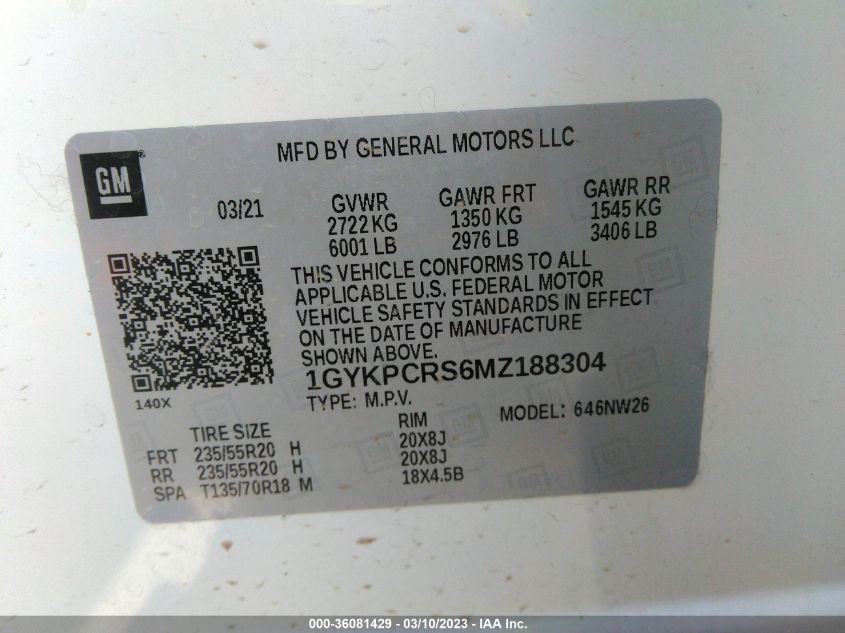 MFD BY GENERAL MOTORS LLC
GM
03/21
GVWR GAWR FRT GAWR RR
2722 KG 1350 KG 1545 KG
6001 LB 2976 LB 3406 LB
THIS VEHICLE CONFORMS TO ALL
APPLICABLE U.S. FEDERAL MOTOR
VEHICLE SAFETY STANDARDS IN EFFECT
ON THE DATE OF MANUFACTURE
SHOWN ABOVE.
1GYKPCRS6MZ188304
140X
TYPE: M.P.V. MODEL: 646NW26
TIRE SIZE RIM
FRT 235/55R20 H 20X8J
RR 235/55R20 H 20X8J
SPA T135/70R18 M 18X4.5B
000-36081429 - 03/10/2023 - IAA Inc.